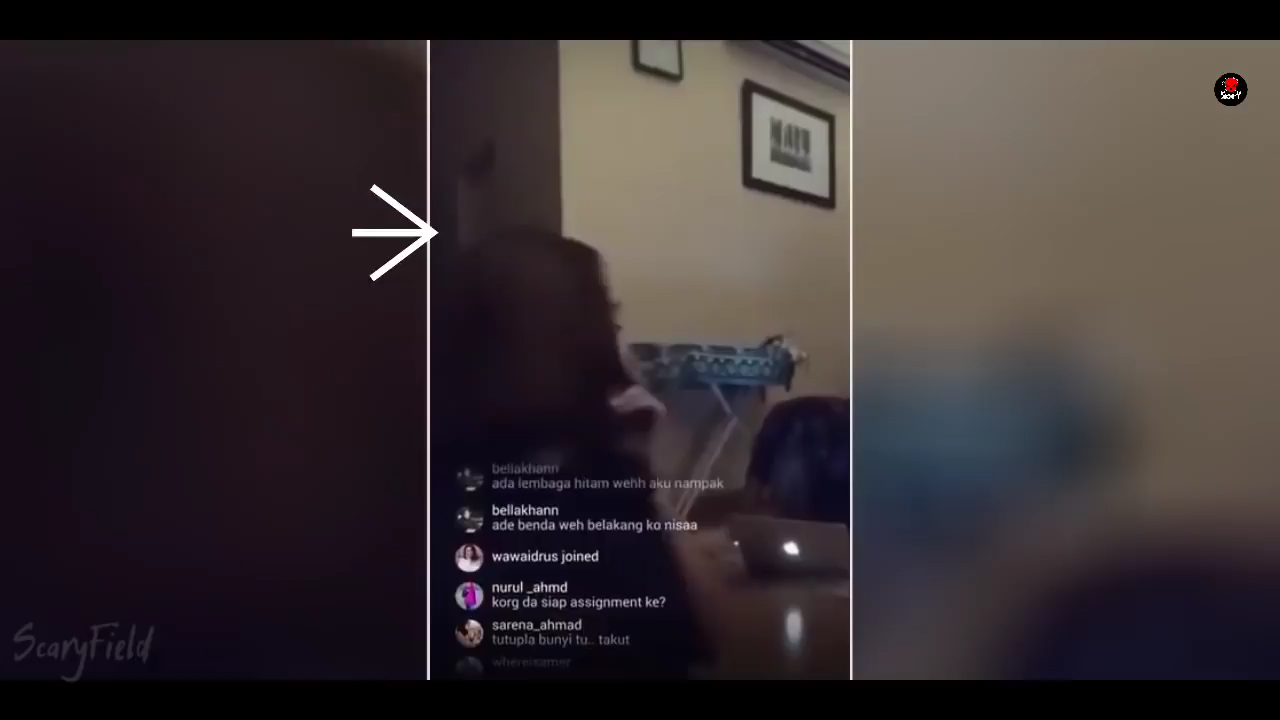 bellakhann
ada lembaga hitam wehh aku nampak
bellakhann
ade benda weh belakang ko nisaa
wawaidrus joined
nurul _ahmd
korg da siap assignment ke?
sarena_ahmad
tutupla bunyi tu.. takut
whereisamer
ScaryField